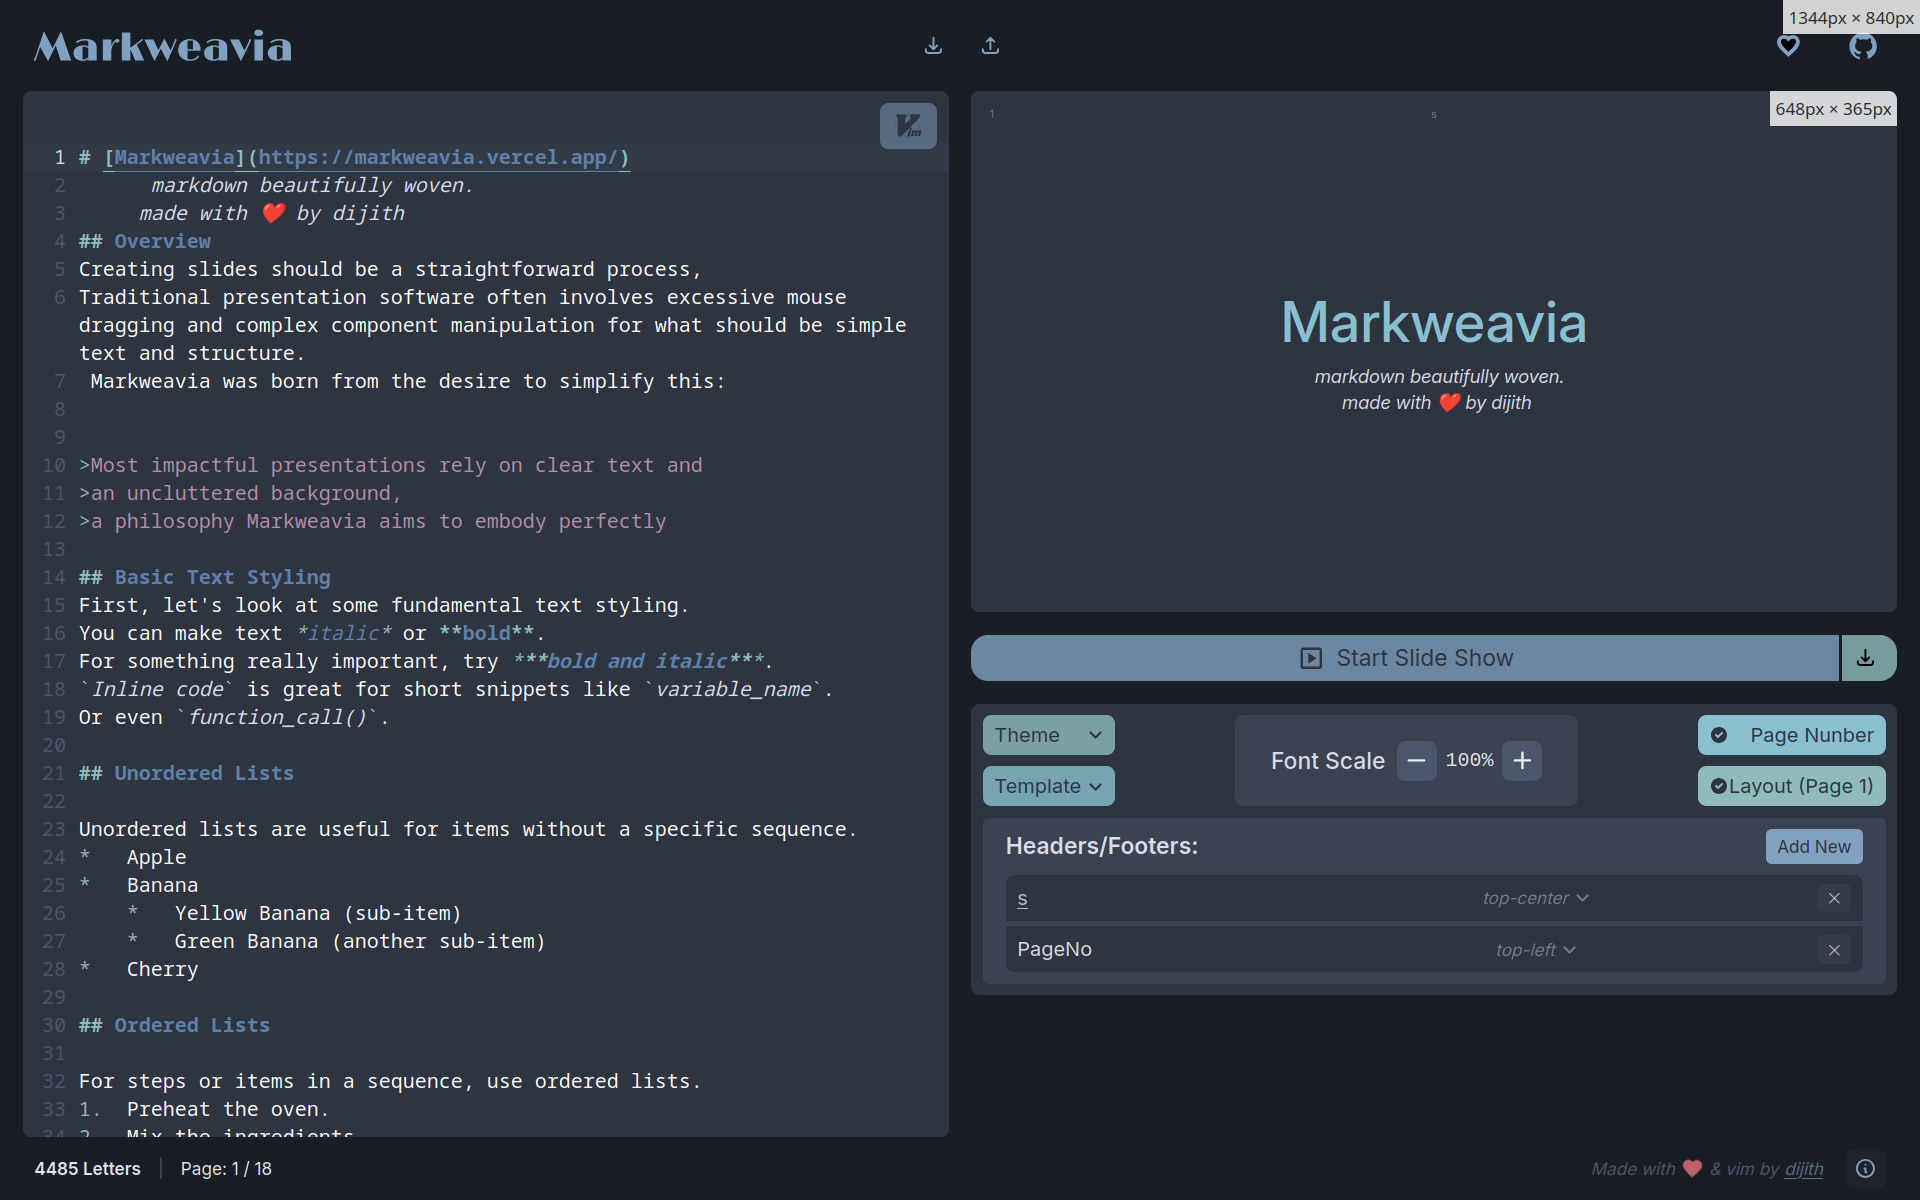 Markweavia
1344px × 840px
Vim
1 # [Markweavia](https://markweavia.vercel.app/)
2 markdown beautifully woven.
3 made with ❤️ by dijith
4 ## Overview
5 Creating slides should be a straightforward process,
6 Traditional presentation software often involves excessive mouse
dragging and complex component manipulation for what should be simple
text and structure.
7 Markweavia was born from the desire to simplify this:
8
9
10 >Most impactful presentations rely on clear text and
11 >an uncluttered background,
12 >a philosophy Markweavia aims to embody perfectly
13
14 ## Basic Text Styling
15 First, let's look at some fundamental text styling.
16 You can make text *italic* or **bold**.
17 For something really important, try ***bold and italic***.
18 `Inline code` is great for short snippets like `variable_name`.
19 Or even `function_call()`.
20
21 ## Unordered Lists
22
23 Unordered lists are useful for items without a specific sequence.
24 * Apple
25 * Banana
26 * Yellow Banana (sub-item)
27 * Green Banana (another sub-item)
28 * Cherry
29
30 ## Ordered Lists
31
32 For steps or items in a sequence, use ordered lists.
33 1. Preheat the oven.
34 2. Mix the ingredients.
1
s
648px × 365px
Markweavia
markdown beautifully woven.
made with ❤️ by dijith
Start Slide Show
Theme
Template
Font Scale − 100% +
Page Nunber
Layout (Page 1)
Headers/Footers:
Add New
s top-center
PageNo top-left
4485 Letters
Page: 1 / 18
Made with ❤️ & vim by dijith